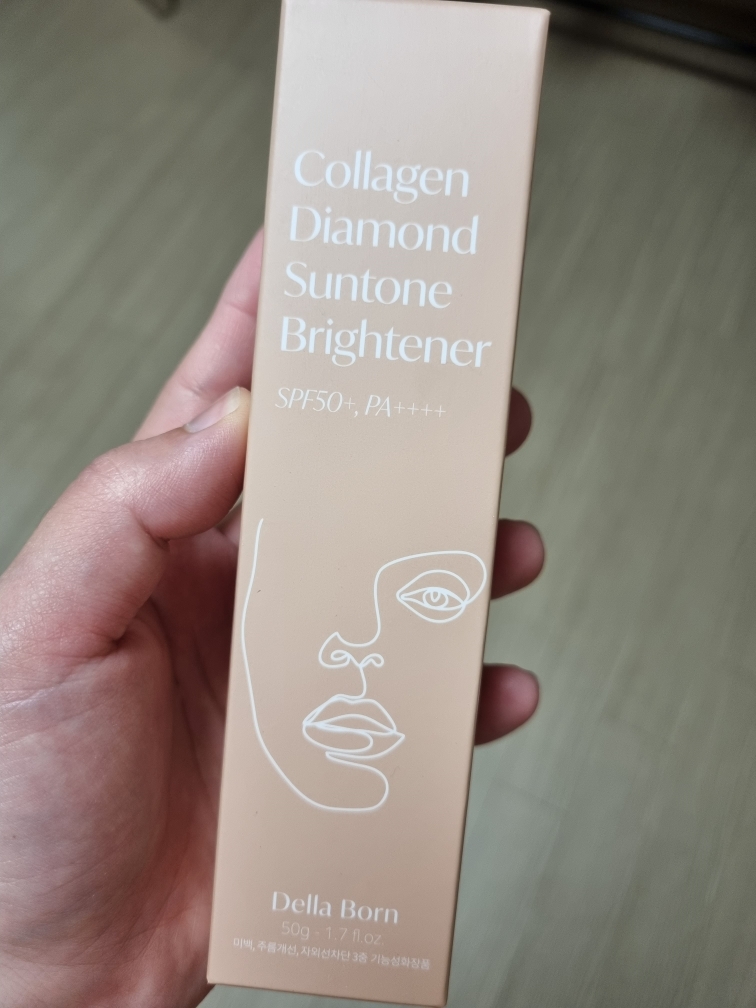 Collagen
Diamond
Suntone
Brightener
SPF50+, PA++++
Della Born
50g - 1.7 fl.oz.
미백, 주름개선, 자외선차단 3중 기능성화장품